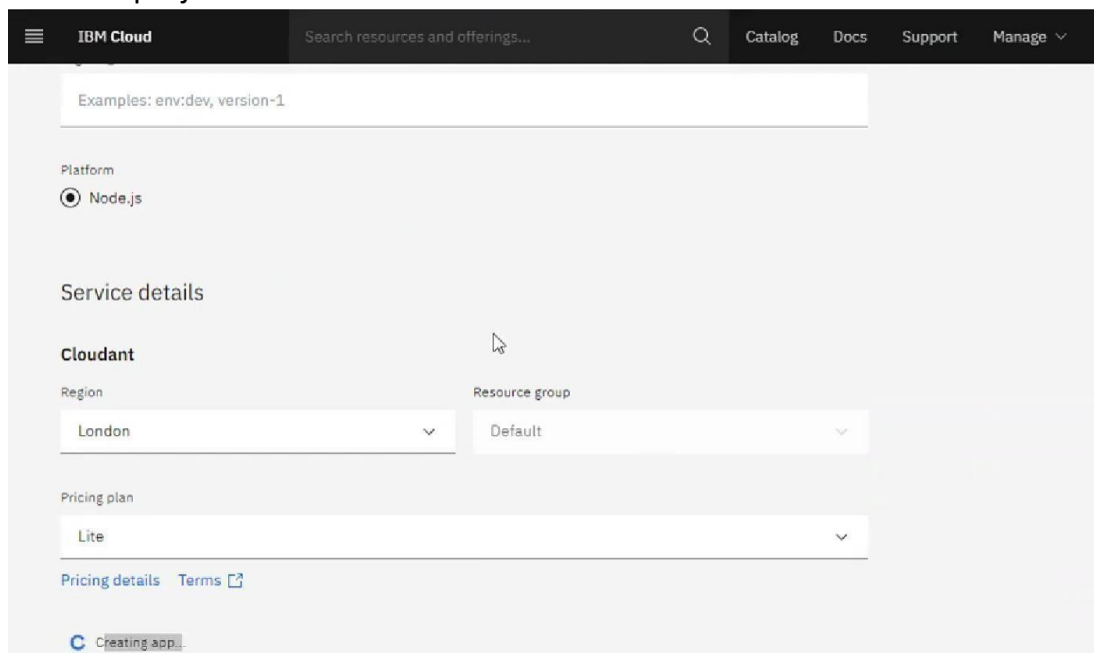 IBM Cloud Search resources and offerings... Catalog Docs Support Manage
Examples: env:dev, version-1
Platform
Node.js
Service details
Cloudant
Region Resource group
London Default
Pricing plan
Lite
Pricing details Terms
Creating app...